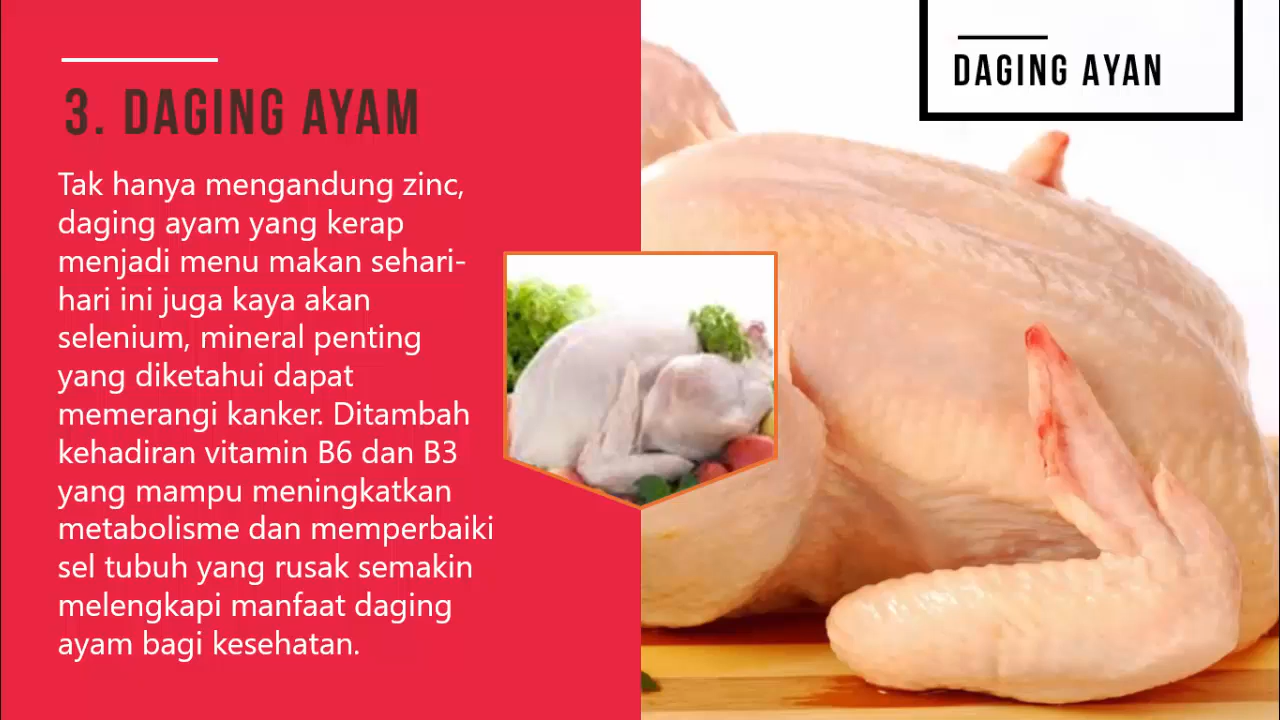 3. DAGING AYAM
Tak hanya mengandung zinc,
daging ayam yang kerap
menjadi menu makan sehari-
hari ini juga kaya akan
selenium, mineral penting
yang diketahui dapat
memerangi kanker. Ditambah
kehadiran vitamin B6 dan B3
yang mampu meningkatkan
metabolisme dan memperbaiki
sel tubuh yang rusak semakin
melengkapi manfaat daging
ayam bagi kesehatan.
DAGING AYAN